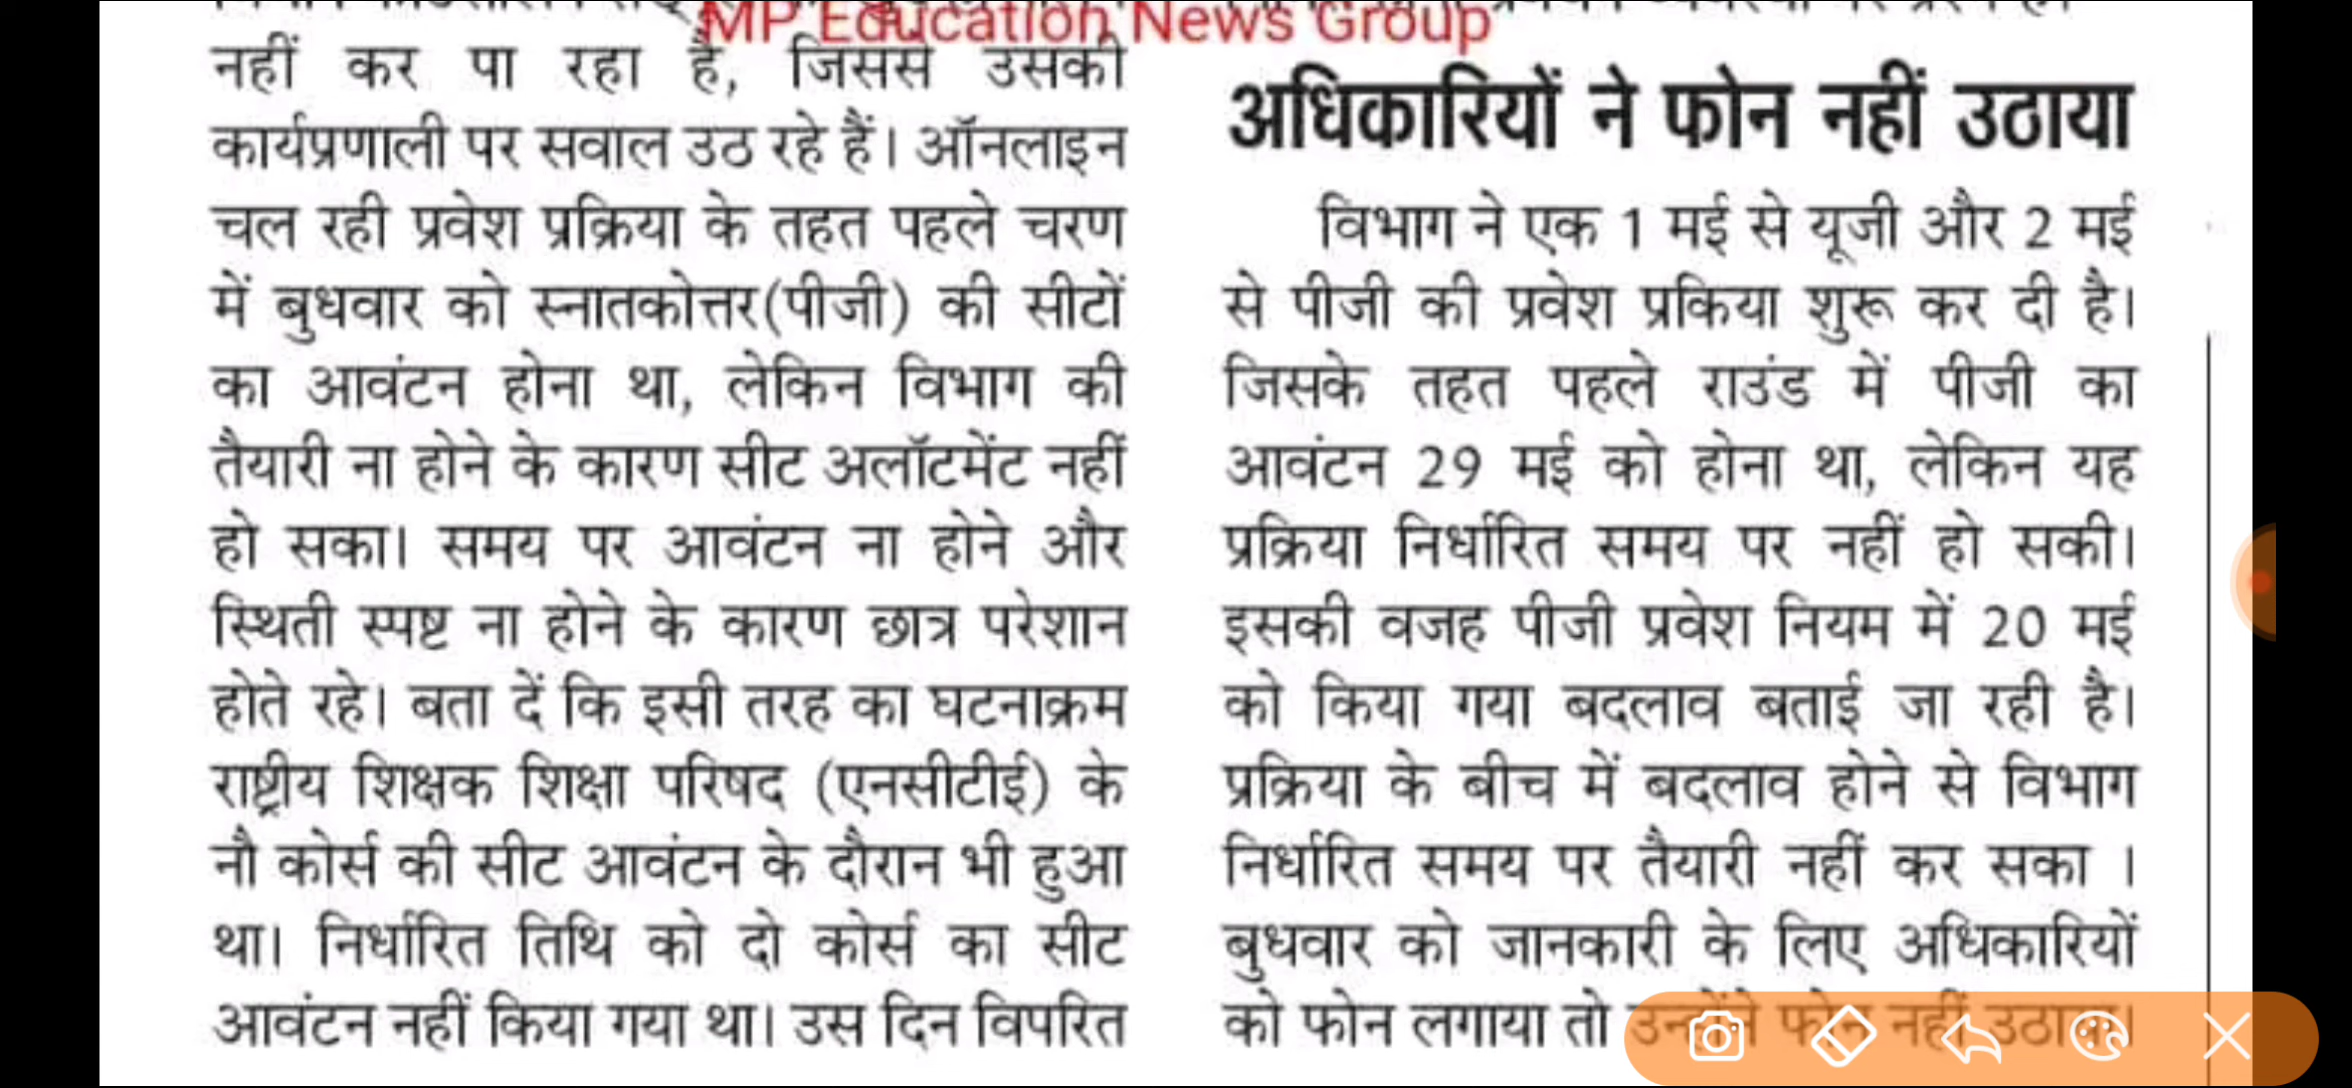 MP Education News Group
नहीं कर पा रहा है, जिससे उसकी
कार्यप्रणाली पर सवाल उठ रहे हैं। ऑनलाइन
चल रही प्रवेश प्रक्रिया के तहत पहले चरण
में बुधवार को स्नातकोत्तर(पीजी) की सीटों
का आवंटन होना था, लेकिन विभाग की
तैयारी ना होने के कारण सीट अलॉटमेंट नहीं
हो सका। समय पर आवंटन ना होने और
स्थिती स्पष्ट ना होने के कारण छात्र परेशान
होते रहे। बता दें कि इसी तरह का घटनाक्रम
राष्ट्रीय शिक्षक शिक्षा परिषद (एनसीटीई) के
नौ कोर्स की सीट आवंटन के दौरान भी हुआ
था। निर्धारित तिथि को दो कोर्स का सीट
आवंटन नहीं किया गया था। उस दिन विपरित
अधिकारियों ने फोन नहीं उठाया
विभाग ने एक 1 मई से यूजी और 2 मई
से पीजी की प्रवेश प्रकिया शुरू कर दी है।
जिसके तहत पहले राउंड में पीजी का
आवंटन 29 मई को होना था, लेकिन यह
प्रक्रिया निर्धारित समय पर नहीं हो सकी।
इसकी वजह पीजी प्रवेश नियम में 20 मई
को किया गया बदलाव बताई जा रही है।
प्रक्रिया के बीच में बदलाव होने से विभाग
निर्धारित समय पर तैयारी नहीं कर सका ।
बुधवार को जानकारी के लिए अधिकारियों
को फोन लगाया तो उन्होंने फोन नहीं उठाया।